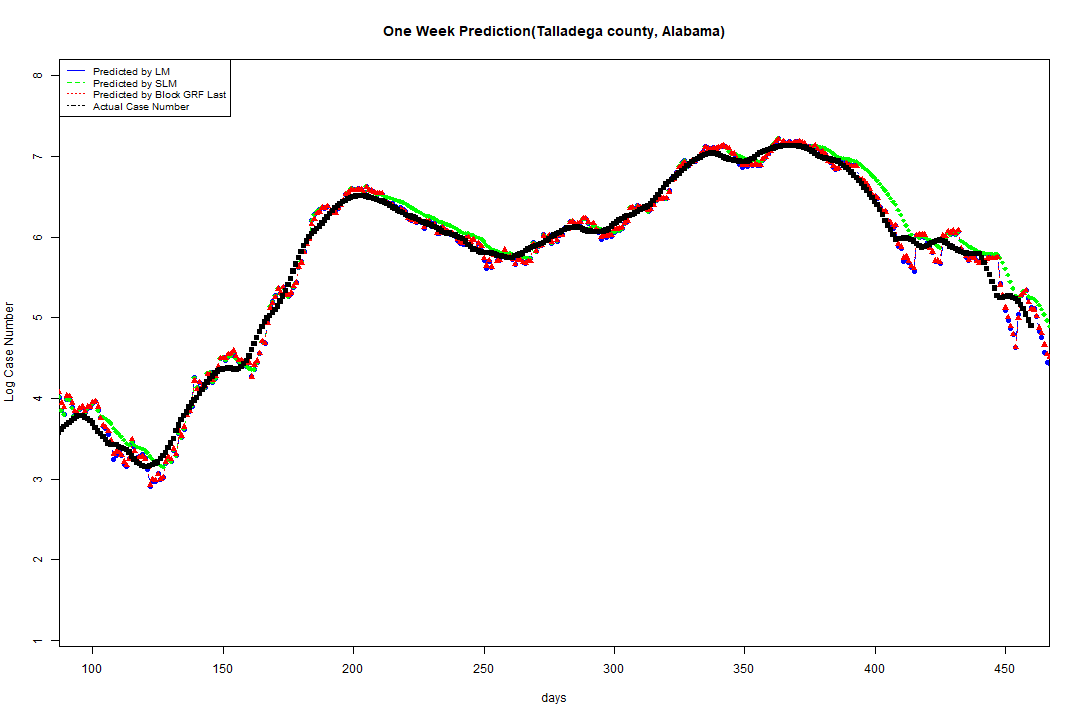 One Week Prediction(Talladega county, Alabama)
Predicted by LM
Predicted by SLM
Predicted by Block GRF Last
Actual Case Number
8
7
6
5
4
3
2
1
Log Case Number
100 150 200 250 300 350 400 450
days